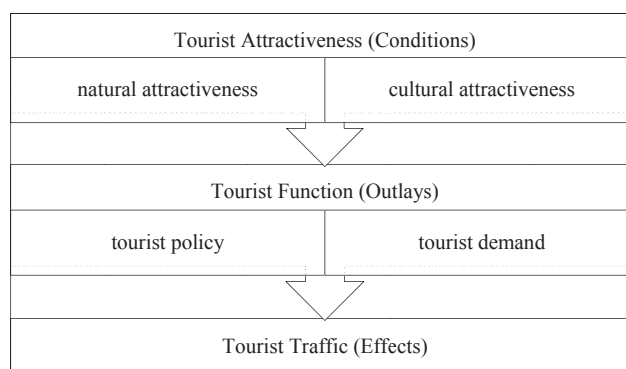 Tourist Attractiveness (Conditions)
natural attractiveness
cultural attractiveness
Tourist Function (Outlays)
tourist policy
tourist demand
Tourist Traffic (Effects)